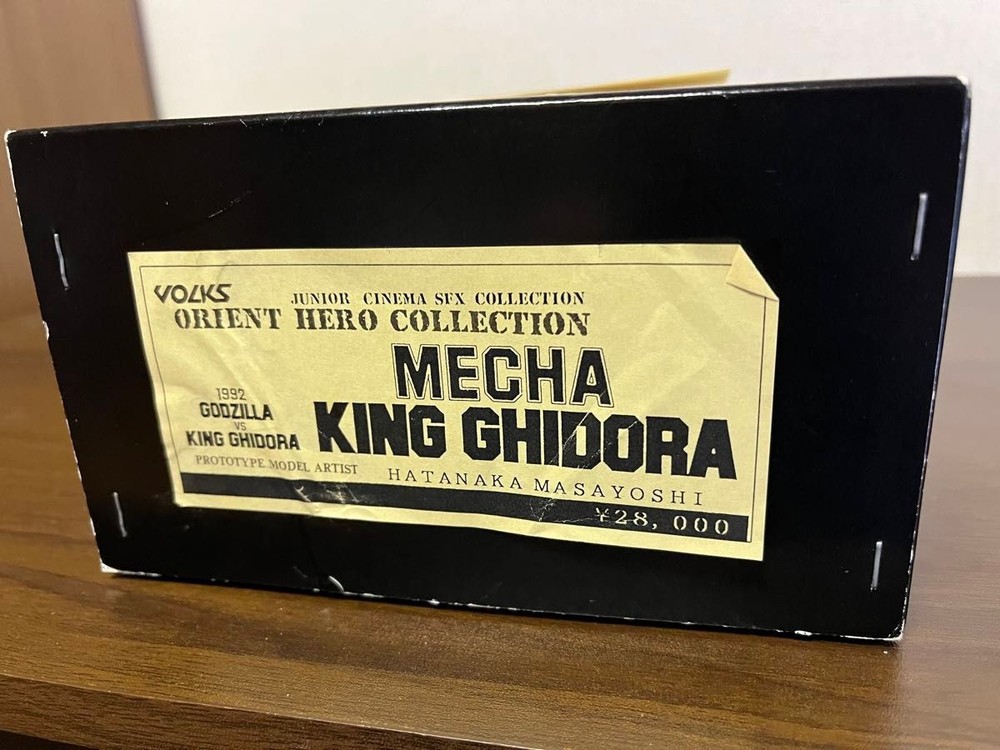 VOLKS
JUNIOR CINEMA SFX COLLECTION
ORIENT HERO COLLECTION
MECHA
KING GHIDORA
1992
GODZILLA
VS
KING GHIDORA
PROTOTYPE MODEL ARTIST HATANAKA MASAYOSHI
¥28,000